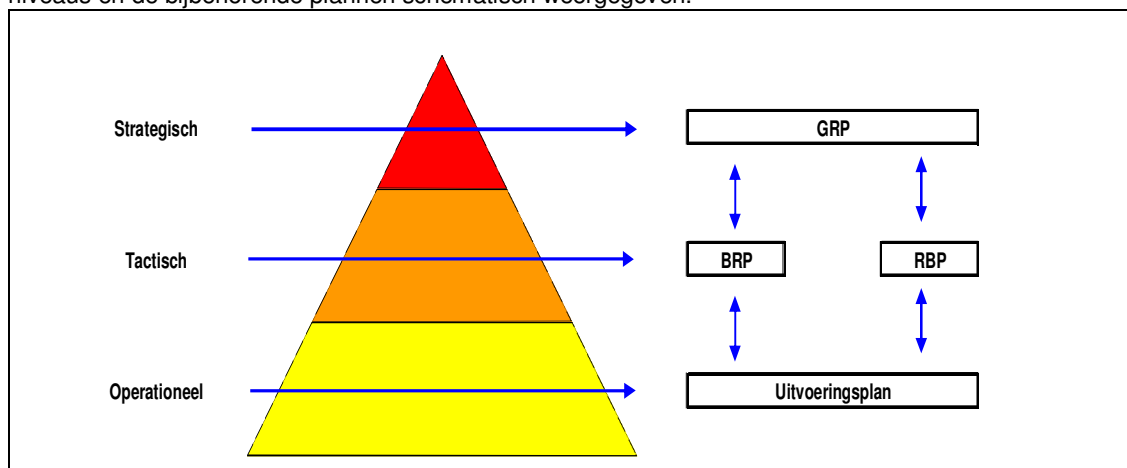 niveaus en de bijbehorende plannen schematisch weergegeven.
Strategisch GRP
Tactisch BRP RBP
Operationeel Uitvoeringsplan